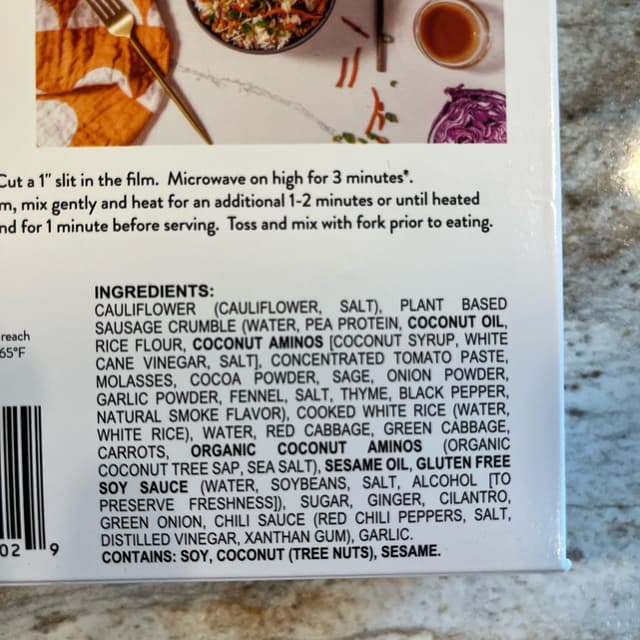 Cut a 1" slit in the film. Microwave on high for 3 minutes*.
mix gently and heat for an additional 1-2 minutes or until heated
for 1 minute before serving. Toss and mix with fork prior to eating.
reach
65°F
INGREDIENTS:
CAULIFLOWER (CAULIFLOWER, SALT), PLANT BASED
SAUSAGE CRUMBLE (WATER, PEA PROTEIN, COCONUT OIL,
RICE FLOUR, COCONUT AMINOS [COCONUT SYRUP, WHITE
CANE VINEGAR, SALT], CONCENTRATED TOMATO PASTE,
MOLASSES, COCOA POWDER, SAGE, ONION POWDER,
GARLIC POWDER, FENNEL, SALT, THYME, BLACK PEPPER,
NATURAL SMOKE FLAVOR), COOKED WHITE RICE (WATER,
WHITE RICE), WATER, RED CABBAGE, GREEN CABBAGE,
CARROTS, ORGANIC COCONUT AMINOS (ORGANIC
COCONUT TREE SAP, SEA SALT), SESAME OIL, GLUTEN FREE
SOY SAUCE (WATER, SOYBEANS, SALT, ALCOHOL [TO
PRESERVE FRESHNESS]), SUGAR, GINGER, CILANTRO,
GREEN ONION, CHILI SAUCE (RED CHILI PEPPERS, SALT,
DISTILLED VINEGAR, XANTHAN GUM), GARLIC.
CONTAINS: SOY, COCONUT (TREE NUTS), SESAME.
02 9